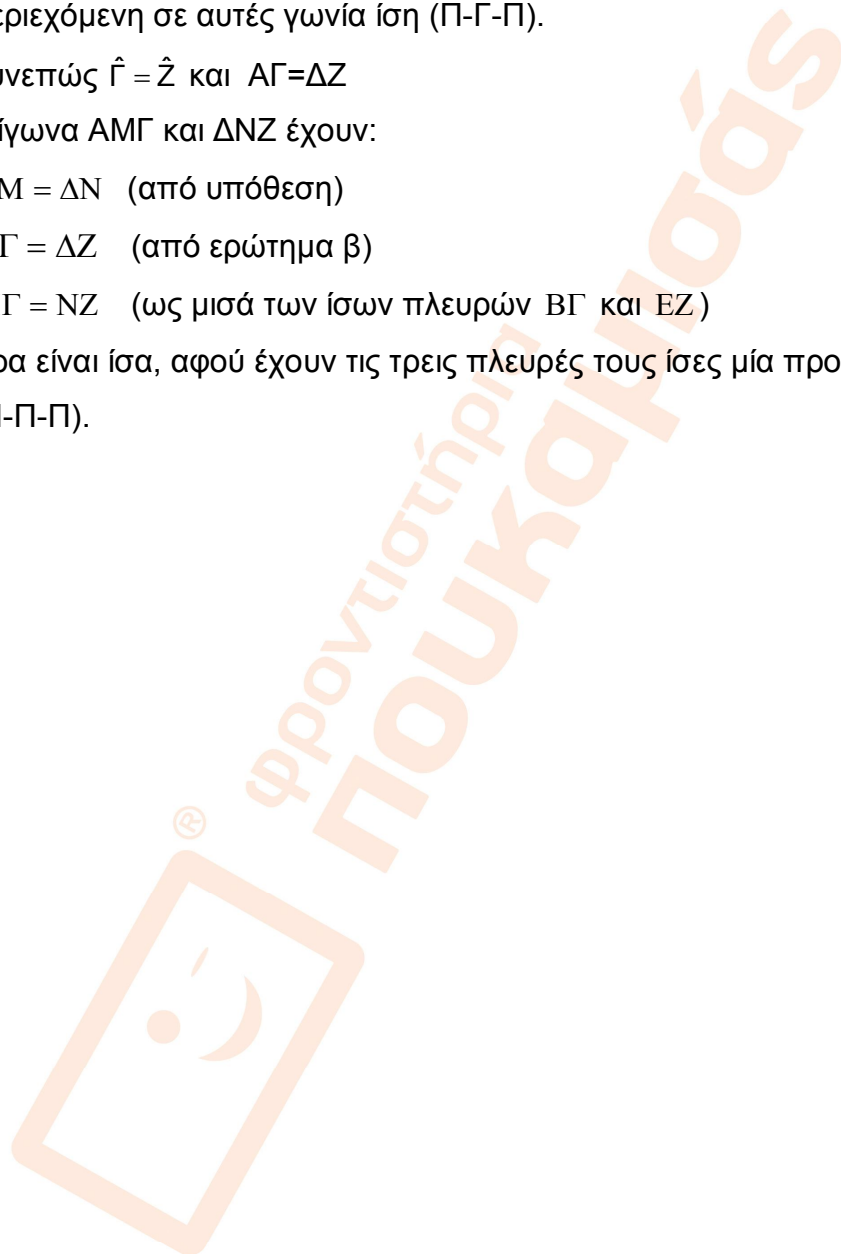 εριεχόμενη σε αυτές γωνία ίση (Π-Γ-Π).
υνεπώς Γ̂ = Ẑ και ΑΓ=ΔΖ
ίγωνα ΑΜΓ και ΔΝΖ έχουν:
Μ = ΔΝ (από υπόθεση)
Γ = ΔΖ (από ερώτημα β)
Γ = ΝΖ (ως μισά των ίσων πλευρών ΒΓ και ΕΖ)
ρα είναι ίσα, αφού έχουν τις τρεις πλευρές τους ίσες μία προ
-Π-Π).
φροντιστήρια
πουκαμισάς
®